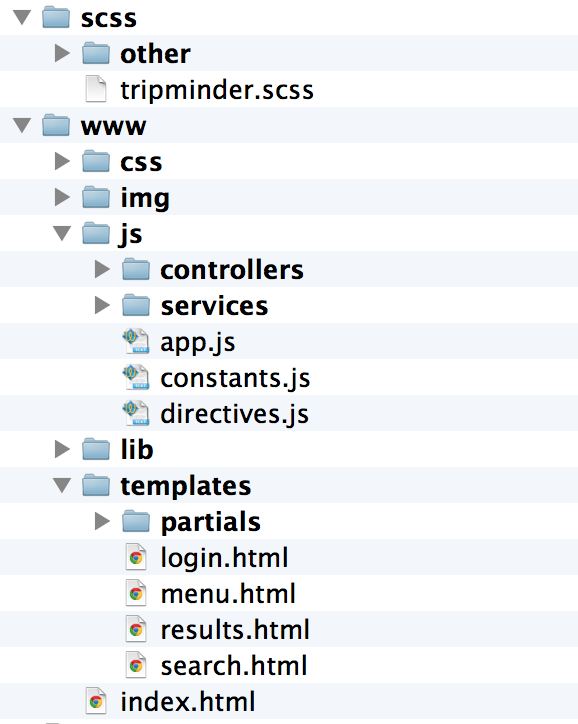 scss
other
tripminder.scss
www
css
img
js
controllers
services
app.js
constants.js
directives.js
lib
templates
partials
login.html
menu.html
results.html
search.html
index.html